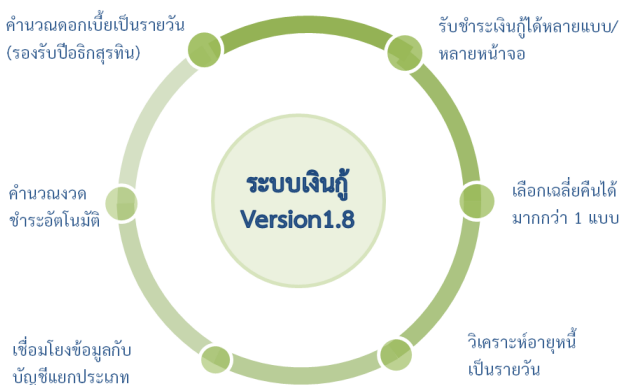 คำนวณดอกเบี้ยเป็นรายวัน
(รองรับปีอธิกสุรทิน)
รับชำระเงินกู้ได้หลายแบบ/
หลายหน้าจอ
คำนวณงวด
ชำระอัตโนมัติ
ระบบเงินกู้
Version1.8
เลือกเฉลี่ยคืนได้
มากกว่า 1 แบบ
เชื่อมโยงข้อมูลกับ
บัญชีแยกประเภท
วิเคราะห์อายุหนี้
เป็นรายวัน